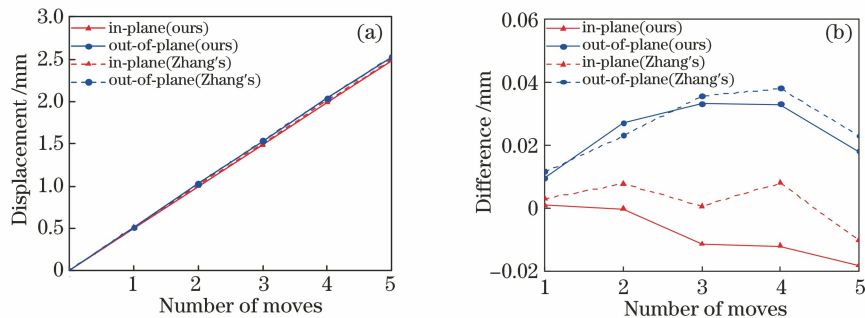 (a)
in-plane(ours)
out-of-plane(ours)
in-plane(Zhang's)
out-of-plane(Zhang's)
Displacement /mm
3.0
2.5
2.0
1.5
1.0
0.5
0
1 2 3 4 5
Number of moves
(b)
in-plane(ours)
out-of-plane(ours)
in-plane(Zhang's)
out-of-plane(Zhang's)
Difference /mm
0.06
0.04
0.02
0
−0.02
1 2 3 4 5
Number of moves